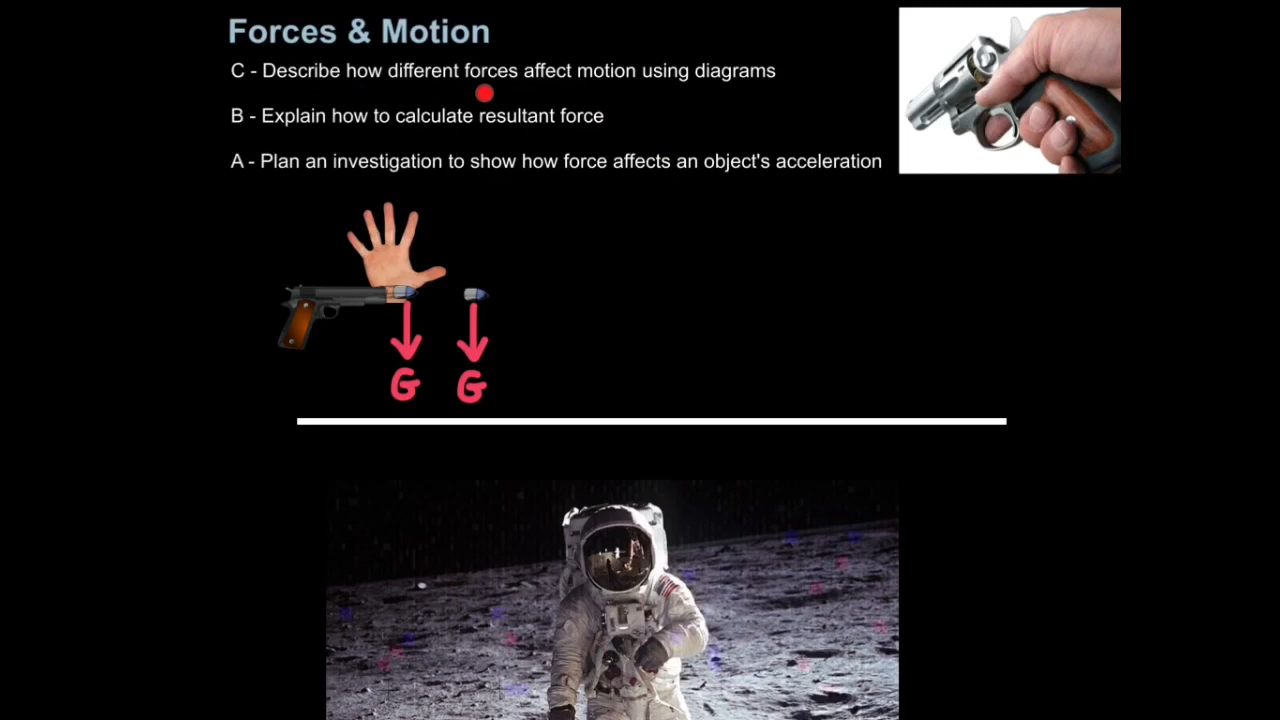 Forces & Motion
C - Describe how different forces affect motion using diagrams
B - Explain how to calculate resultant force
A - Plan an investigation to show how force affects an object's acceleration
G G